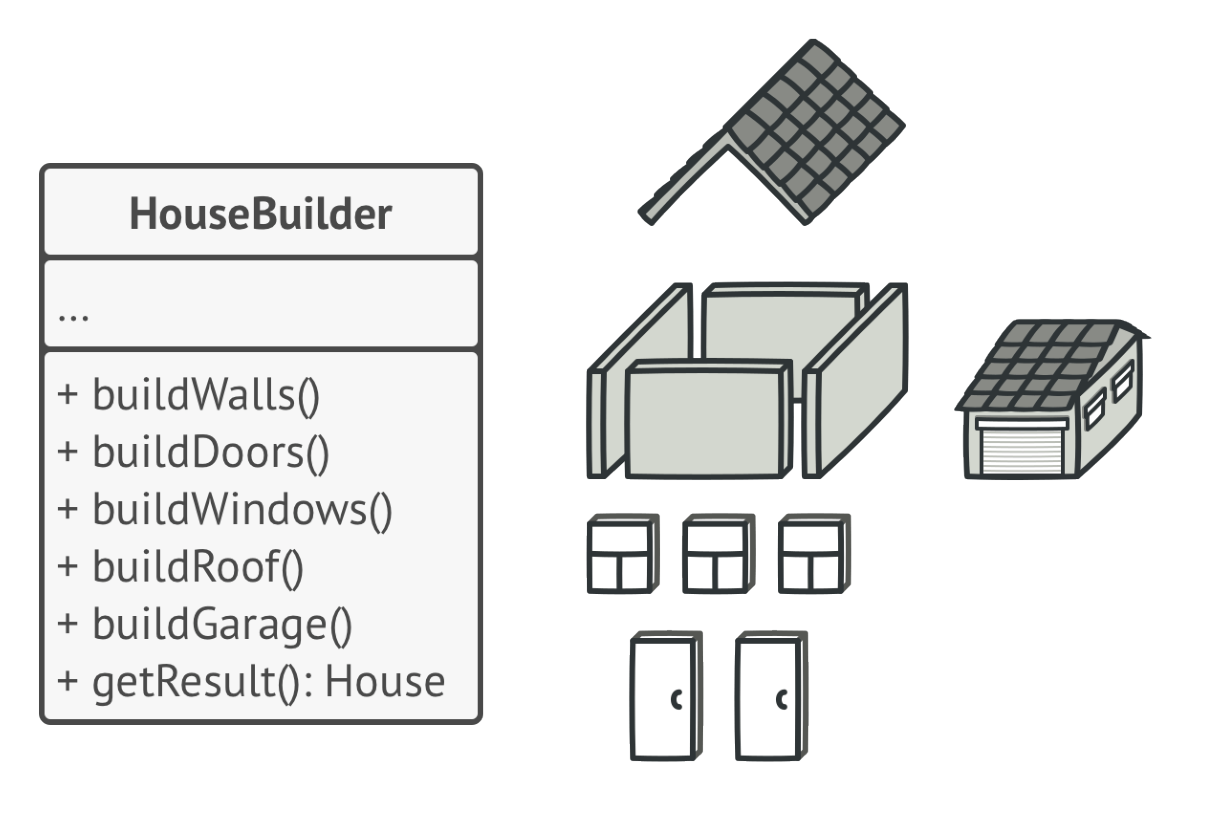 HouseBuilder
...
+ buildWalls()
+ buildDoors()
+ buildWindows()
+ buildRoof()
+ buildGarage()
+ getResult(): House